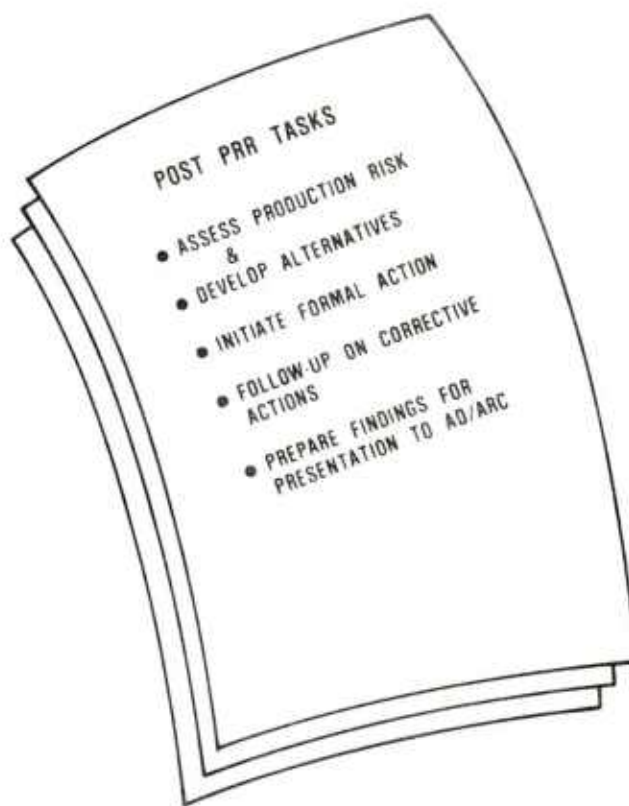 POST PRR TASKS
● ASSESS PRODUCTION RISK
&
● DEVELOP ALTERNATIVES
● INITIATE FORMAL ACTION
● FOLLOW-UP ON CORRECTIVE
ACTIONS
● PREPARE FINDINGS FOR
PRESENTATION TO AD/ARC